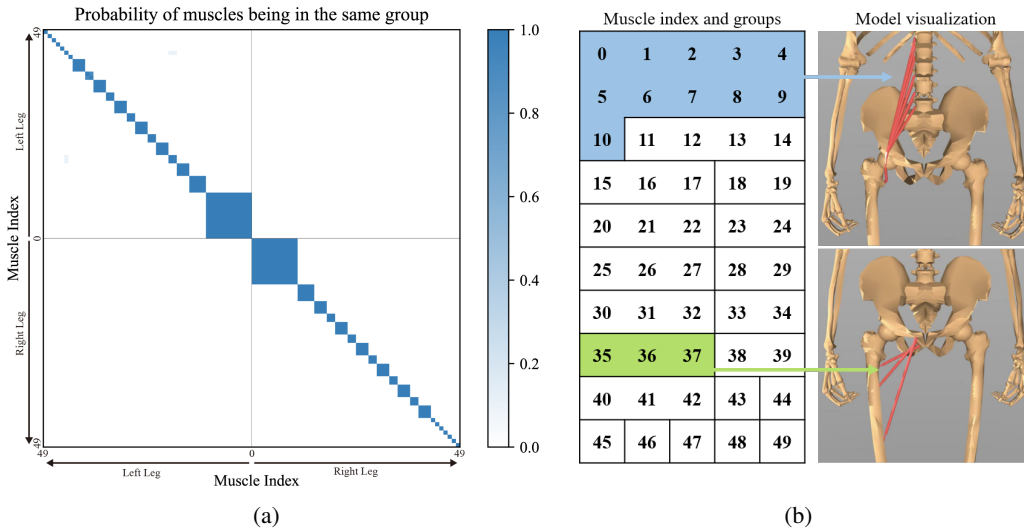 Probability of muscles being in the same group
49
Left Leg
0
Right Leg
49
Muscle Index
49
0
49
Left Leg
Right Leg
Muscle Index
1.0
0.8
0.6
0.4
0.2
0.0
(a)
Muscle index and groups
0 1 2 3 4
5 6 7 8 9
10 11 12 13 14
15 16 17 18 19
20 21 22 23 24
25 26 27 28 29
30 31 32 33 34
35 36 37 38 39
40 41 42 43 44
45 46 47 48 49
Model visualization
(b)